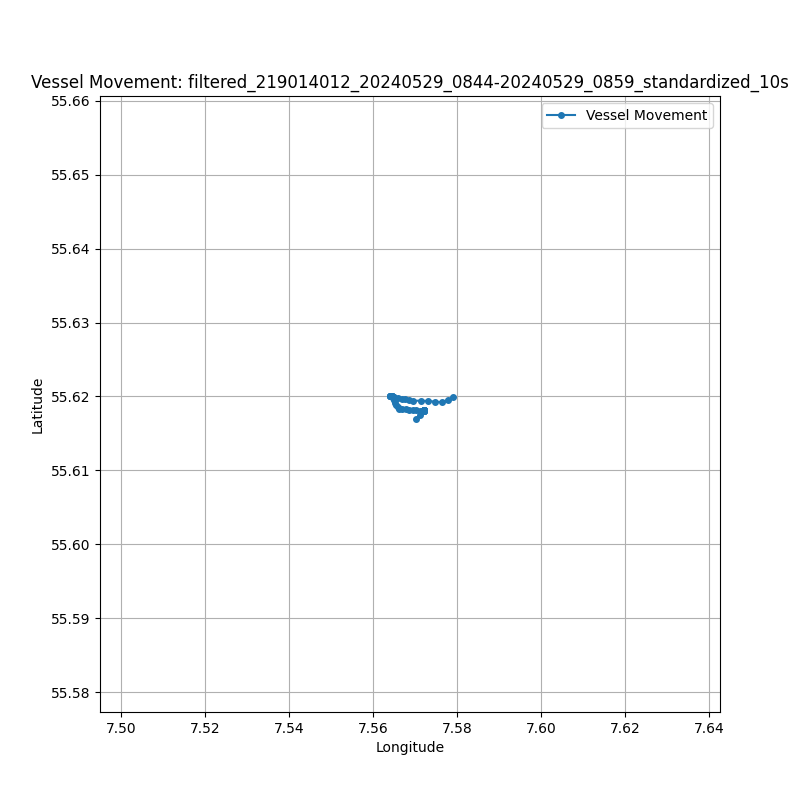 Vessel Movement: filtered_219014012_20240529_0844-20240529_0859_standardized_10s
Vessel Movement
55.66
55.65
55.64
55.63
55.62
55.61
55.60
55.59
55.58
Latitude
7.50 7.52 7.54 7.56 7.58 7.60 7.62 7.64
Longitude